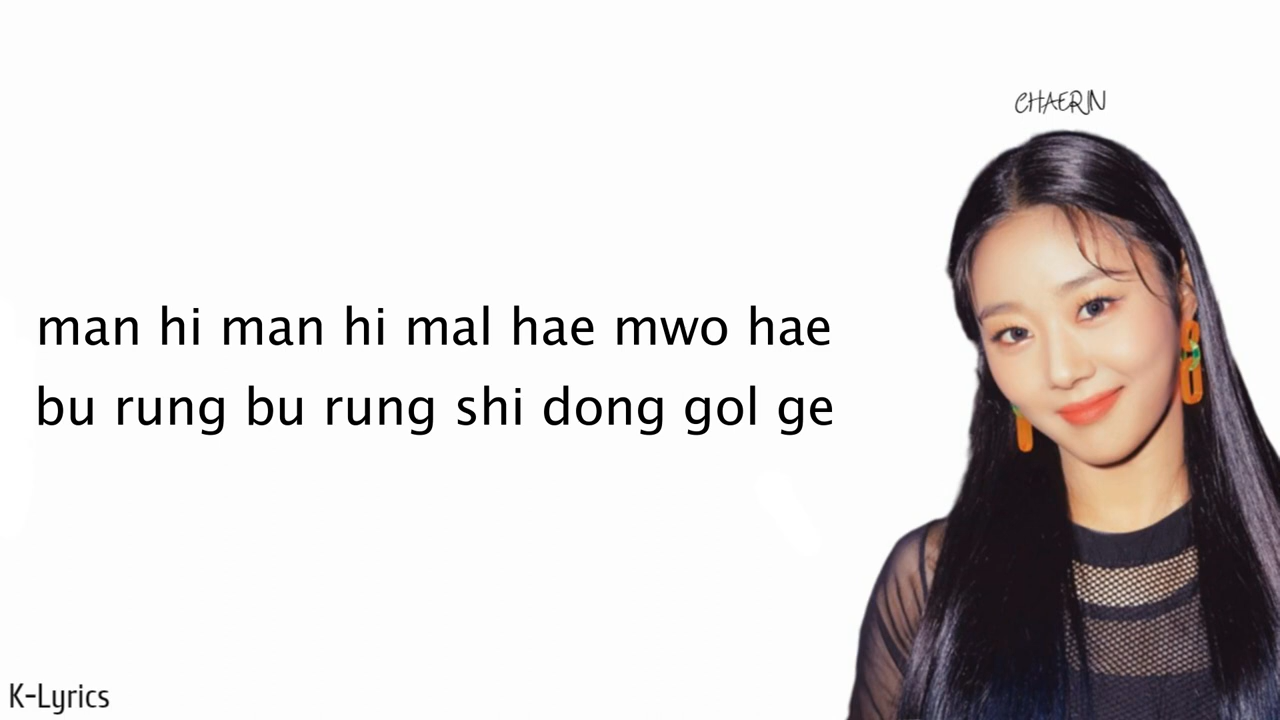 CHAERIN
man hi man hi mal hae mwo hae
bu rung bu rung shi dong gol ge
K-Lyrics